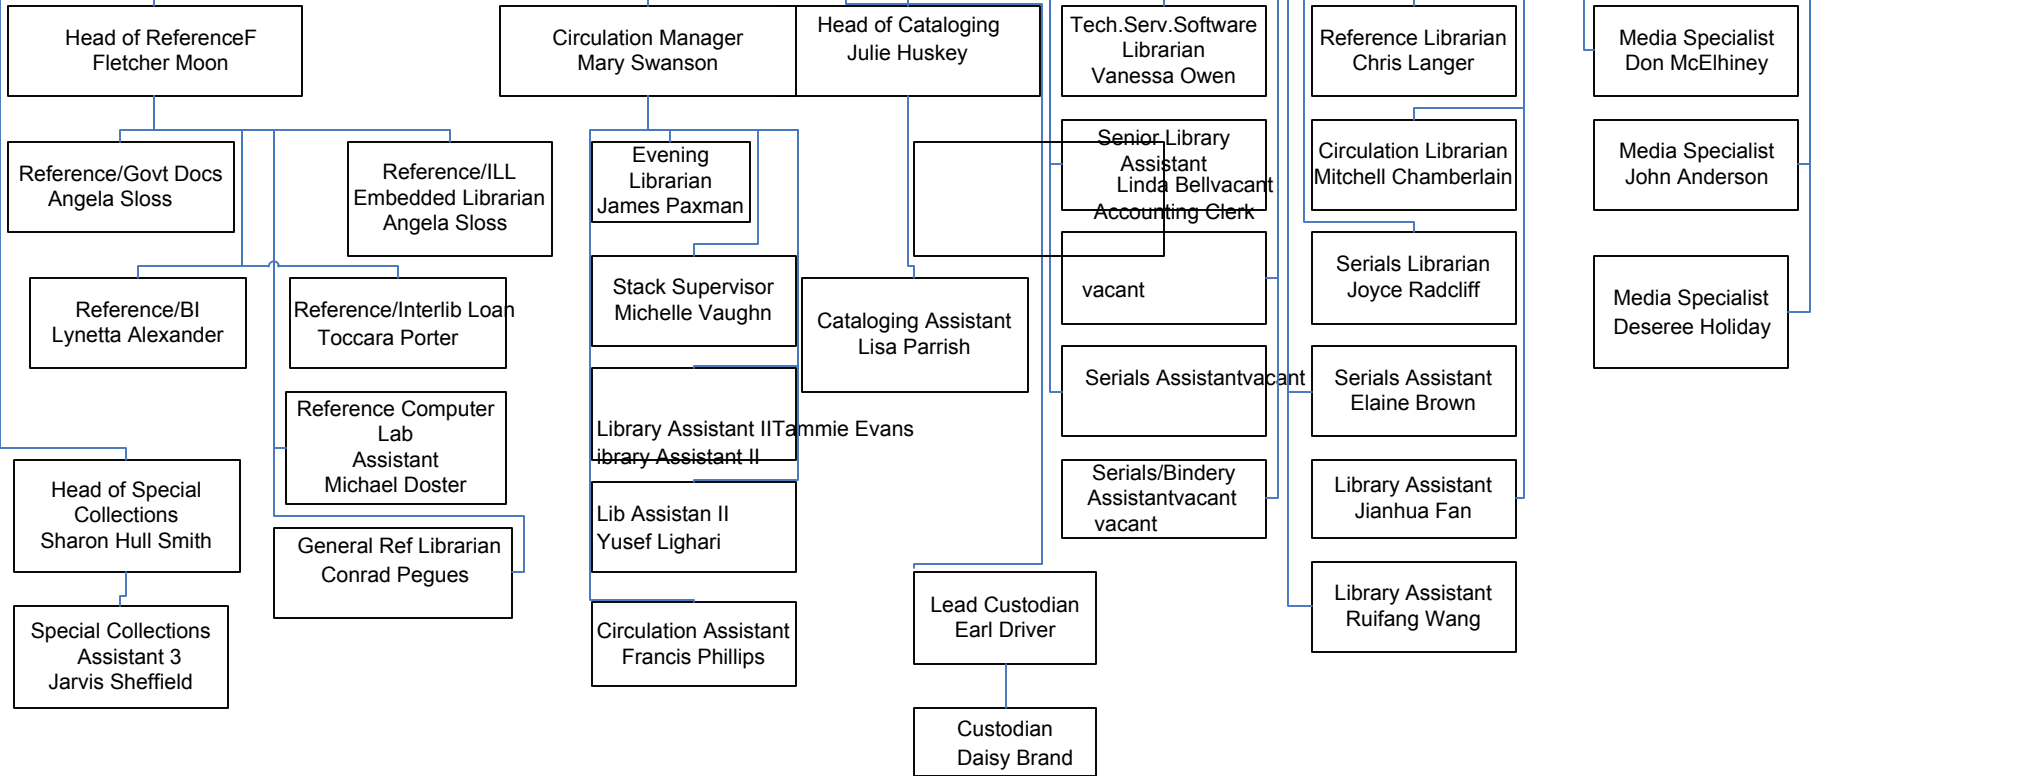 Head of ReferenceF
Fletcher Moon
Circulation Manager
Mary Swanson
Head of Cataloging
Julie Huskey
Tech.Serv.Software
Librarian
Vanessa Owen
Reference Librarian
Chris Langer
Media Specialist
Don McElhiney
Reference/Govt Docs
Angela Sloss
Reference/ILL
Embedded Librarian
Angela Sloss
Evening
Librarian
James Paxman
Senior Library
Assistant
Linda Bellvacant
Accounting Clerk
Circulation Librarian
Mitchell Chamberlain
Media Specialist
John Anderson
Reference/BI
Lynetta Alexander
Reference/Interlib Loan
Toccara Porter
Stack Supervisor
Michelle Vaughn
Cataloging Assistant
Lisa Parrish
vacant
Serials Librarian
Joyce Radcliff
Media Specialist
Deseree Holiday
Reference Computer
Lab
Assistant
Michael Doster
Library Assistant IITammie Evans
ibrary Assistant II
Serials Assistantvacant
Serials Assistant
Elaine Brown
Head of Special
Collections
Sharon Hull Smith
General Ref Librarian
Conrad Pegues
Lib Assistan II
Yusef Lighari
Serials/Bindery
Assistantvacant
vacant
Library Assistant
Jianhua Fan
Special Collections
Assistant 3
Jarvis Sheffield
Circulation Assistant
Francis Phillips
Lead Custodian
Earl Driver
Library Assistant
Ruifang Wang
Custodian
Daisy Brand